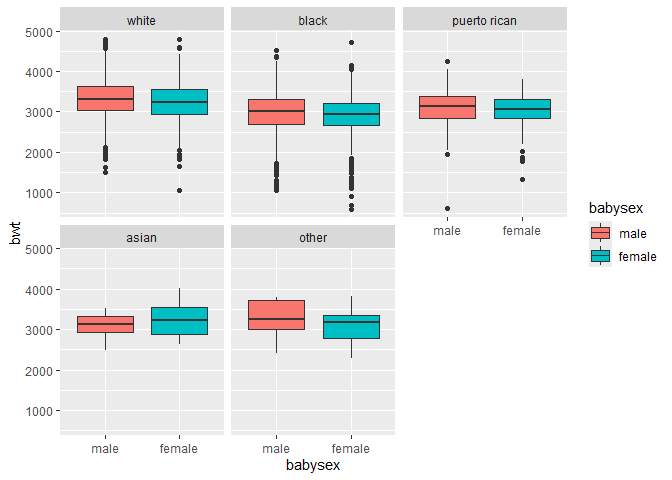 white black puerto rican
5000
4000
3000
2000
1000
male female
babysex
male
female
bwt
asian other
5000
4000
3000
2000
1000
male female male female
babysex